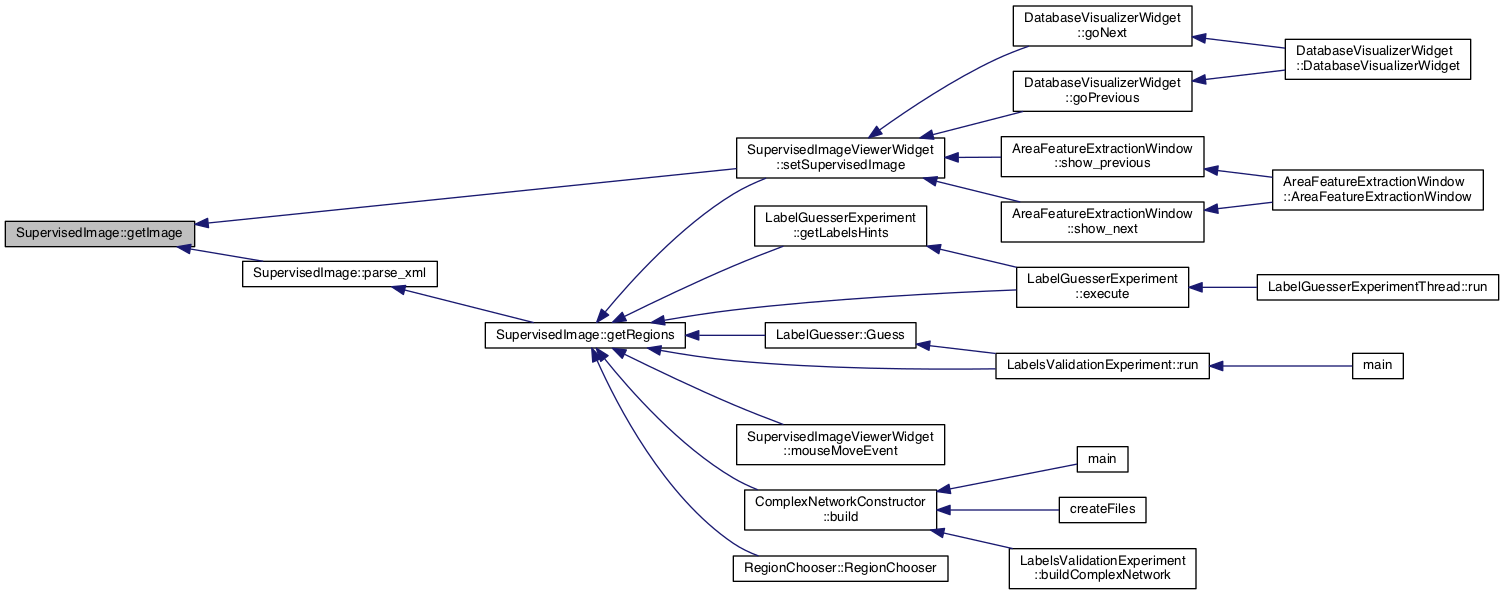 DatabaseVisualizerWidget
::goNext
DatabaseVisualizerWidget
::DatabaseVisualizerWidget
DatabaseVisualizerWidget
::goPrevious
SupervisedImageViewerWidget
::setSupervisedImage
AreaFeatureExtractionWindow
::show_previous
AreaFeatureExtractionWindow
::AreaFeatureExtractionWindow
AreaFeatureExtractionWindow
::show_next
SupervisedImage::getImage
LabelGuesserExperiment
::getLabelsHints
SupervisedImage::parse_xml
LabelGuesserExperiment
::execute
LabelGuesserExperimentThread::run
SupervisedImage::getRegions
LabelGuesser::Guess
LabelsValidationExperiment::run
main
SupervisedImageViewerWidget
::mouseMoveEvent
main
ComplexNetworkConstructor
::build
createFiles
LabelsValidationExperiment
::buildComplexNetwork
RegionChooser::RegionChooser